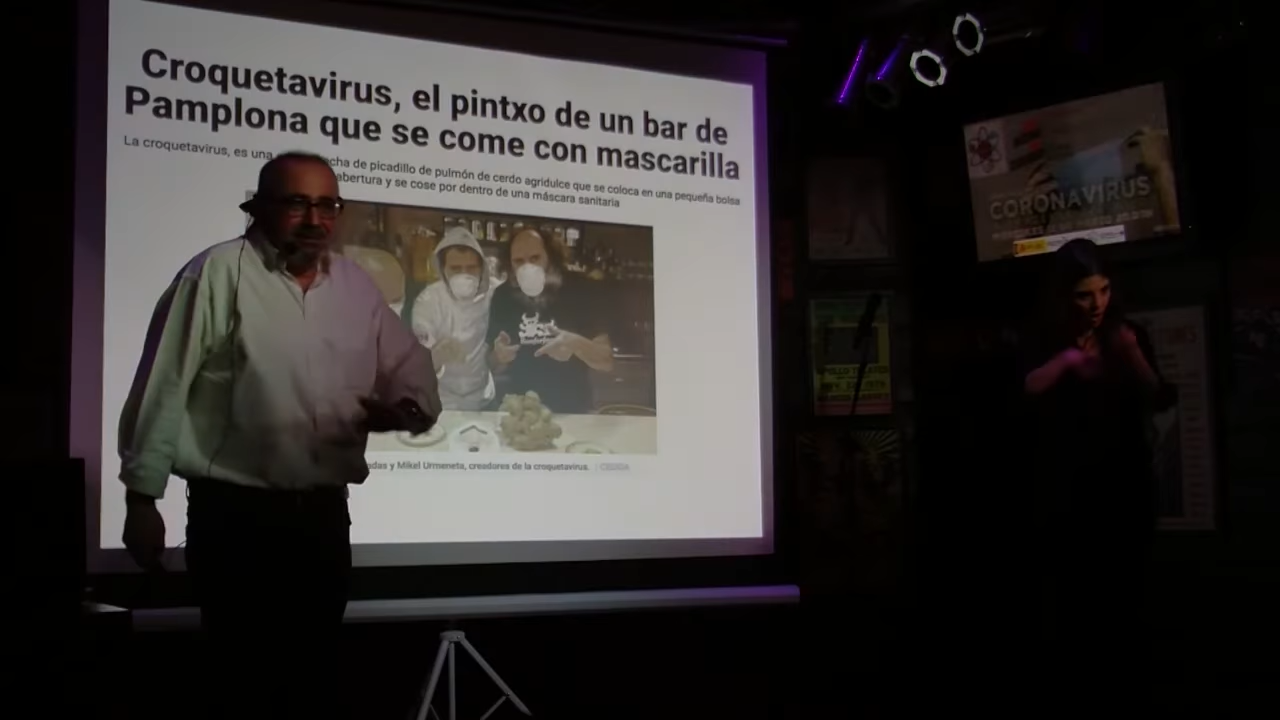 Croquetavirus, el pintxo de un bar de
Pamplona que se come con mascarilla
La croquetavirus, es una de picadillo de pulmón de cerdo agridulce que se coloca en una pequeña bolsa
abertura y se cose por dentro de una máscara sanitaria
y Mikel Urmeneta, creadores de la croquetavirus.
CORONAVIRUS